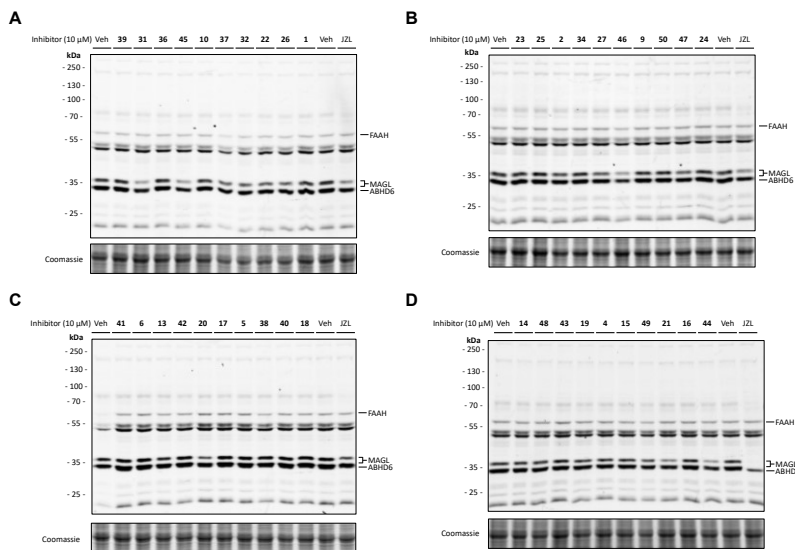 A
Inhibitor (10 μM) Veh 39 31 36 45 10 37 32 22 26 1 Veh JZL
kDa
- 250 -
- 130 -
- 100 -
- 70 -
- 55 -
- 35 -
- 25 -
FAAH
MAGL
ABHD6
Coomassie
B
Inhibitor (10 μM) Veh 23 25 2 34 27 46 9 50 47 24 Veh JZL
kDa
- 250 -
- 130 -
- 100 -
- 70 -
- 55 -
- 35 -
- 25 -
FAAH
MAGL
ABHD6
Coomassie
C
Inhibitor (10 μM) Veh 41 6 13 42 20 17 5 38 40 18 Veh JZL
kDa
- 250 -
- 130 -
- 100 -
- 70 -
- 55 -
- 35 -
- 25 -
FAAH
MAGL
ABHD6
Coomassie
D
Inhibitor (10 μM) Veh 14 48 43 19 4 15 49 21 16 44 Veh JZL
kDa
- 250 -
- 130 -
- 100 -
- 70 -
- 55 -
- 35 -
- 25 -
FAAH
MAGL
ABHD6
Coomassie